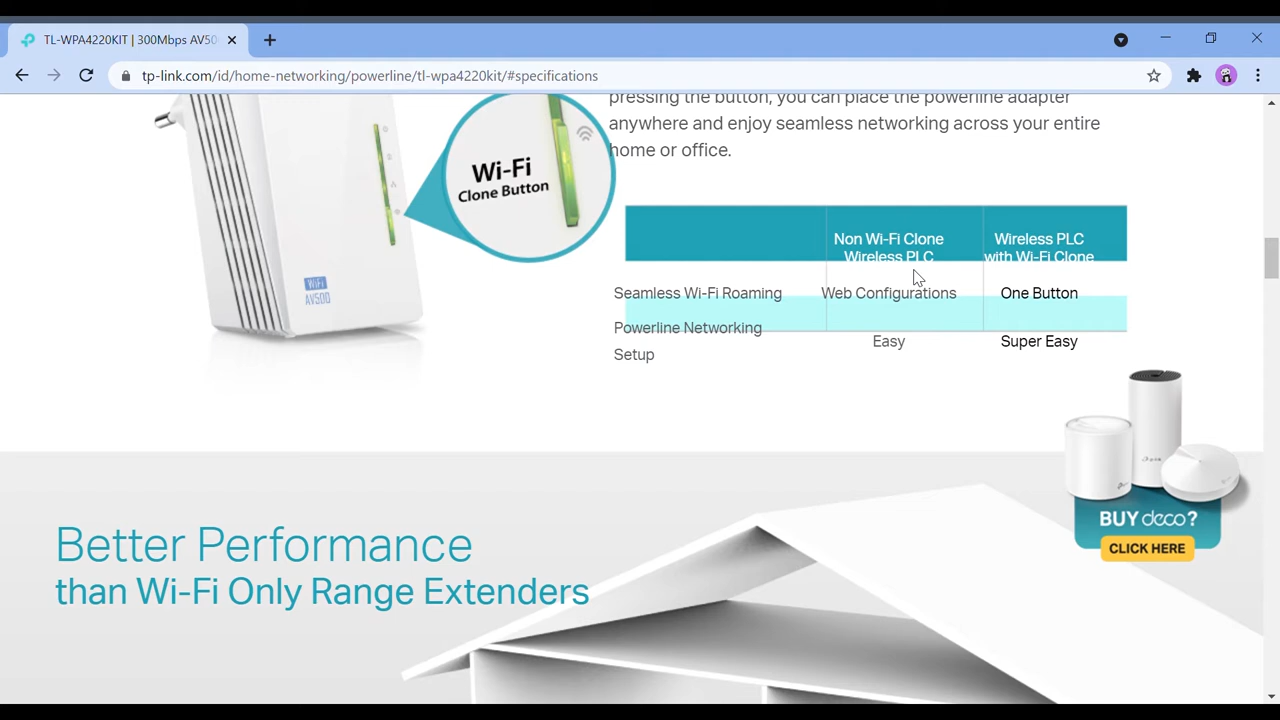 TL-WPA4220KIT | 300Mbps AV50
tp-link.com/id/home-networking/powerline/tl-wpa4220kit/#specifications
pressing the button, you can place the powerline adapter
anywhere and enjoy seamless networking across your entire
home or office.
Wi-Fi
Clone Button
WiFi
AV500
Non Wi-Fi Clone
Wireless PLC
Wireless PLC
with Wi-Fi Clone
Seamless Wi-Fi Roaming
Web Configurations
One Button
Powerline Networking
Setup
Easy
Super Easy
BUY deco?
CLICK HERE
Better Performance
than Wi-Fi Only Range Extenders